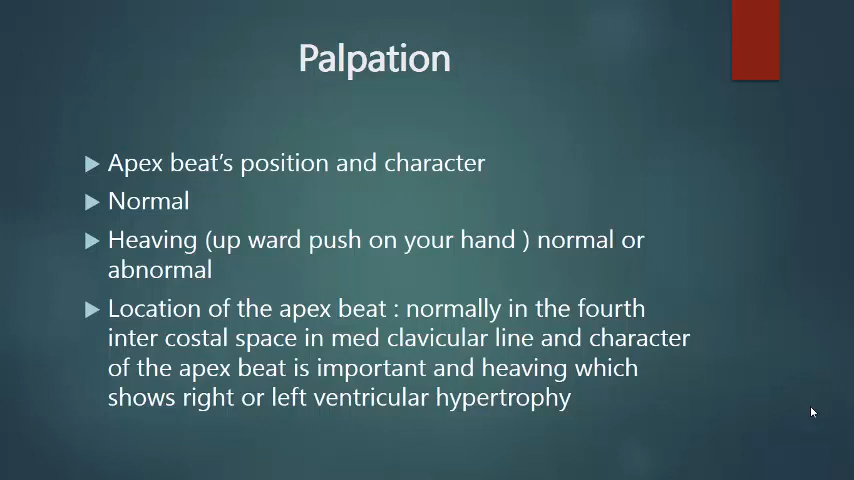 Palpation
Apex beat's position and character
Normal
Heaving (up ward push on your hand ) normal or
abnormal
Location of the apex beat : normally in the fourth
inter costal space in med clavicular line and character
of the apex beat is important and heaving which
shows right or left ventricular hypertrophy